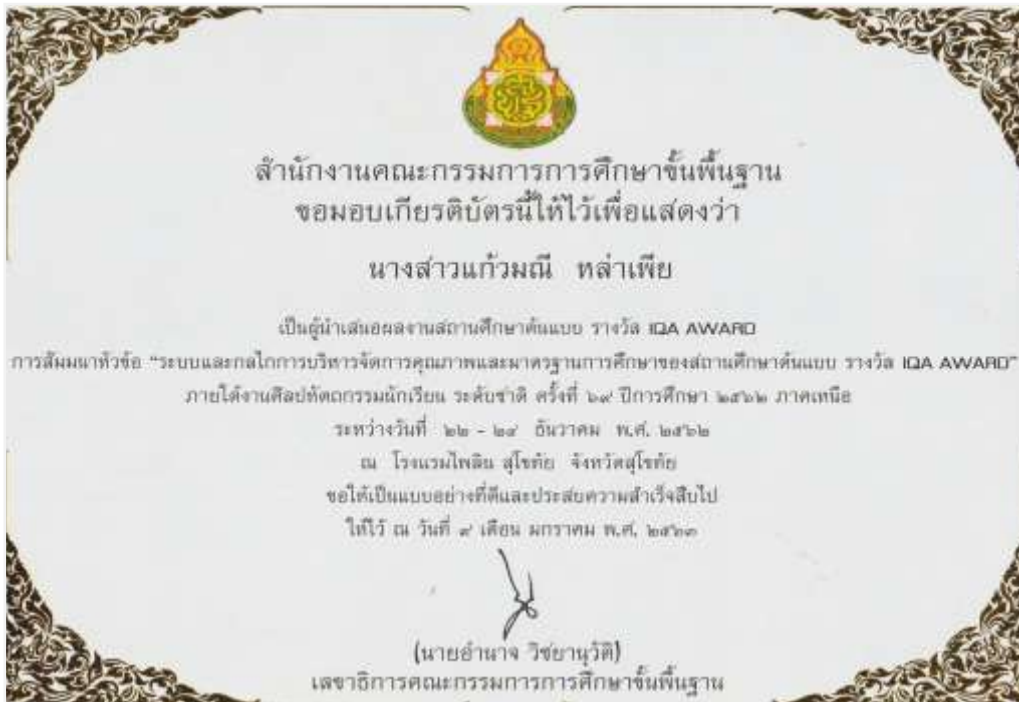 สำนักงานคณะกรรมการการศึกษาขั้นพื้นฐาน
ขอมอบเกียรติบัตรนี้ให้ไว้เพื่อแสดงว่า
นางสาวแก้วมณี หล่าเพีย
เป็นผู้นำเสนอผลงานสถานศึกษาต้นแบบ รางวัล IQA AWARD
การสัมมนาหัวข้อ “ระบบและกลไกการบริหารจัดการคุณภาพและมาตรฐานการศึกษาของสถานศึกษาต้นแบบ รางวัล IQA AWARD”
ภายใต้งานศิลปหัตถกรรมนักเรียน ระดับชาติ ครั้งที่ ๖๙ ปีการศึกษา ๒๕๖๒ ภาคเหนือ
ระหว่างวันที่ ๒๒ - ๒๔ ธันวาคม พ.ศ. ๒๕๖๒
ณ โรงแรมไพลิน สุโขทัย จังหวัดสุโขทัย
ขอให้เป็นแบบอย่างที่ดีและประสบความสำเร็จสืบไป
ให้ไว้ ณ วันที่ ๙ เดือน มกราคม พ.ศ. ๒๕๖๓
(นายอำนาจ วิชยานุวัติ)
เลขาธิการคณะกรรมการการศึกษาขั้นพื้นฐาน